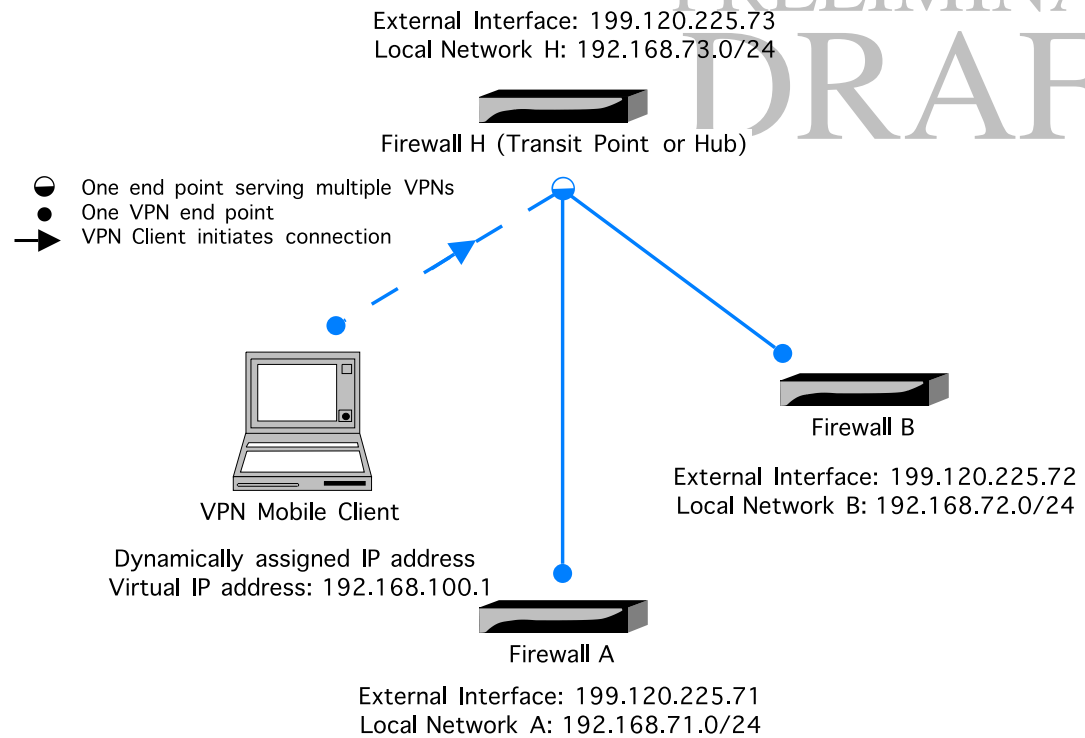 PRELIMINA
DRAF
External Interface: 199.120.225.73
Local Network H: 192.168.73.0/24
Firewall H (Transit Point or Hub)
One end point serving multiple VPNs
One VPN end point
VPN Client initiates connection
Firewall B
External Interface: 199.120.225.72
Local Network B: 192.168.72.0/24
VPN Mobile Client
Dynamically assigned IP address
Virtual IP address: 192.168.100.1
Firewall A
External Interface: 199.120.225.71
Local Network A: 192.168.71.0/24